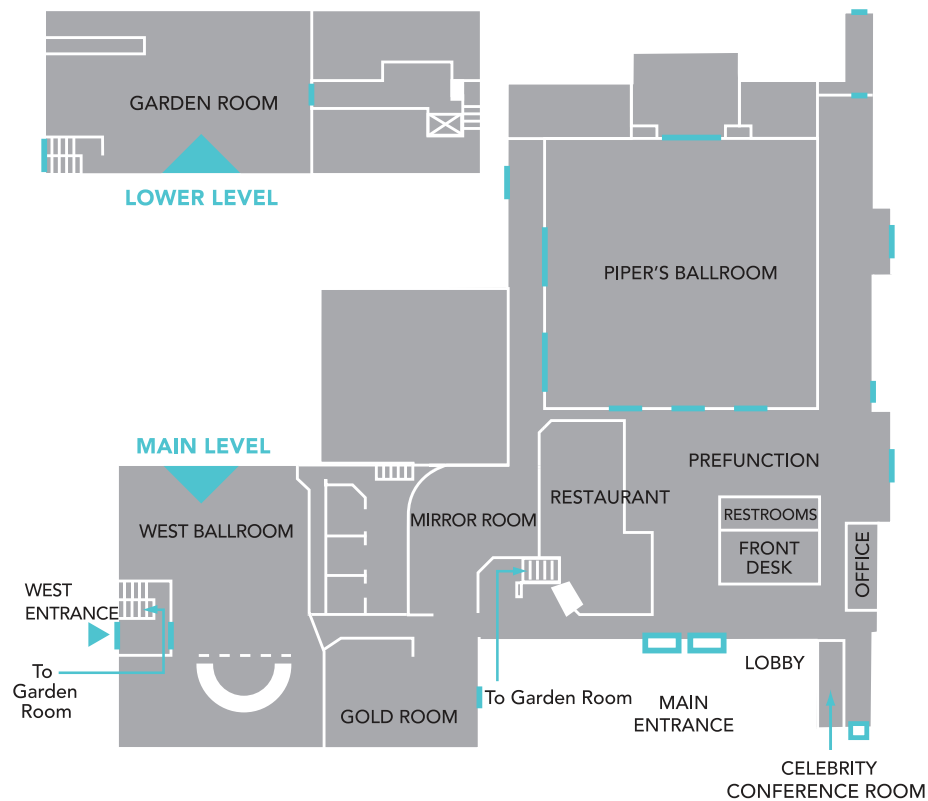 GARDEN ROOM
LOWER LEVEL
PIPER'S BALLROOM
MAIN LEVEL
PREFUNCTION
RESTAURANT
MIRROR ROOM
WEST BALLROOM
RESTROOMS
FRONT
DESK
OFFICE
WEST
ENTRANCE
To
Garden
Room
LOBBY
To Garden Room
GOLD ROOM
MAIN
ENTRANCE
CELEBRITY
CONFERENCE ROOM